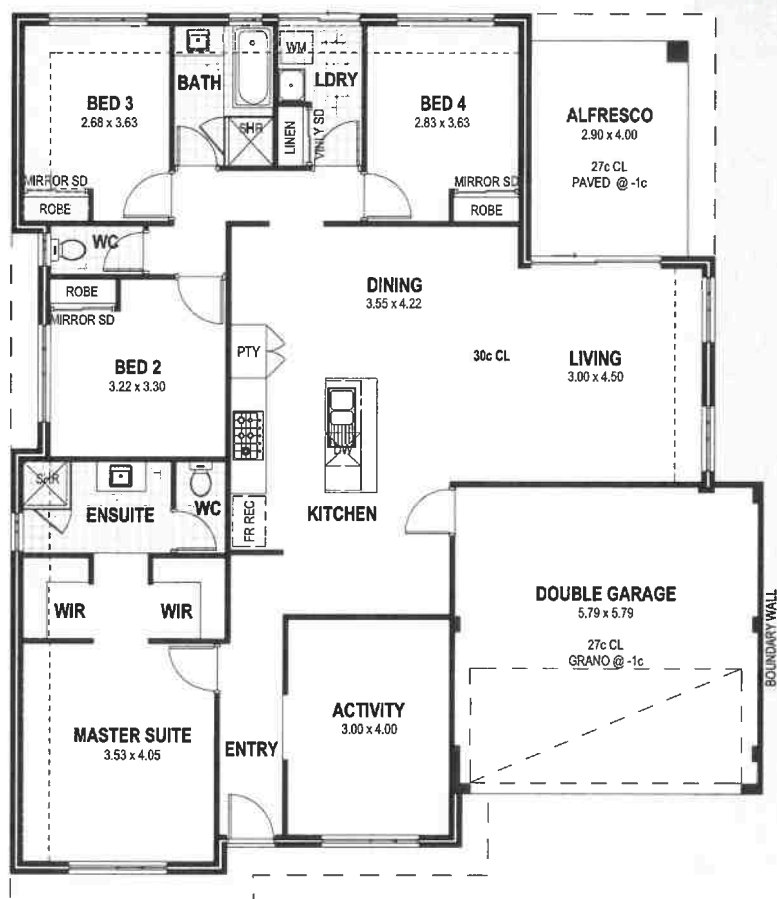 BED 3
2.68 x 3.63
MIRROR SD
ROBE
BATH
SHR
WM
LDRY
LINEN
VINLY SD
BED 4
2.83 x 3.63
MIRROR SD
ROBE
ALFRESCO
2.90 x 4.00
27c CL
PAVED @ -1c
WC
ROBE
MIRROR SD
BED 2
3.22 x 3.30
DINING
3.55 x 4.22
PTY
30c CL
LIVING
3.00 x 4.50
DW
KITCHEN
FR REC
SHR
ENSUITE
WC
WIR
WIR
DOUBLE GARAGE
5.79 x 5.79
27c CL
GRANO @ -1c
BOUNDARY WALL
MASTER SUITE
3.53 x 4.05
ENTRY
ACTIVITY
3.00 x 4.00